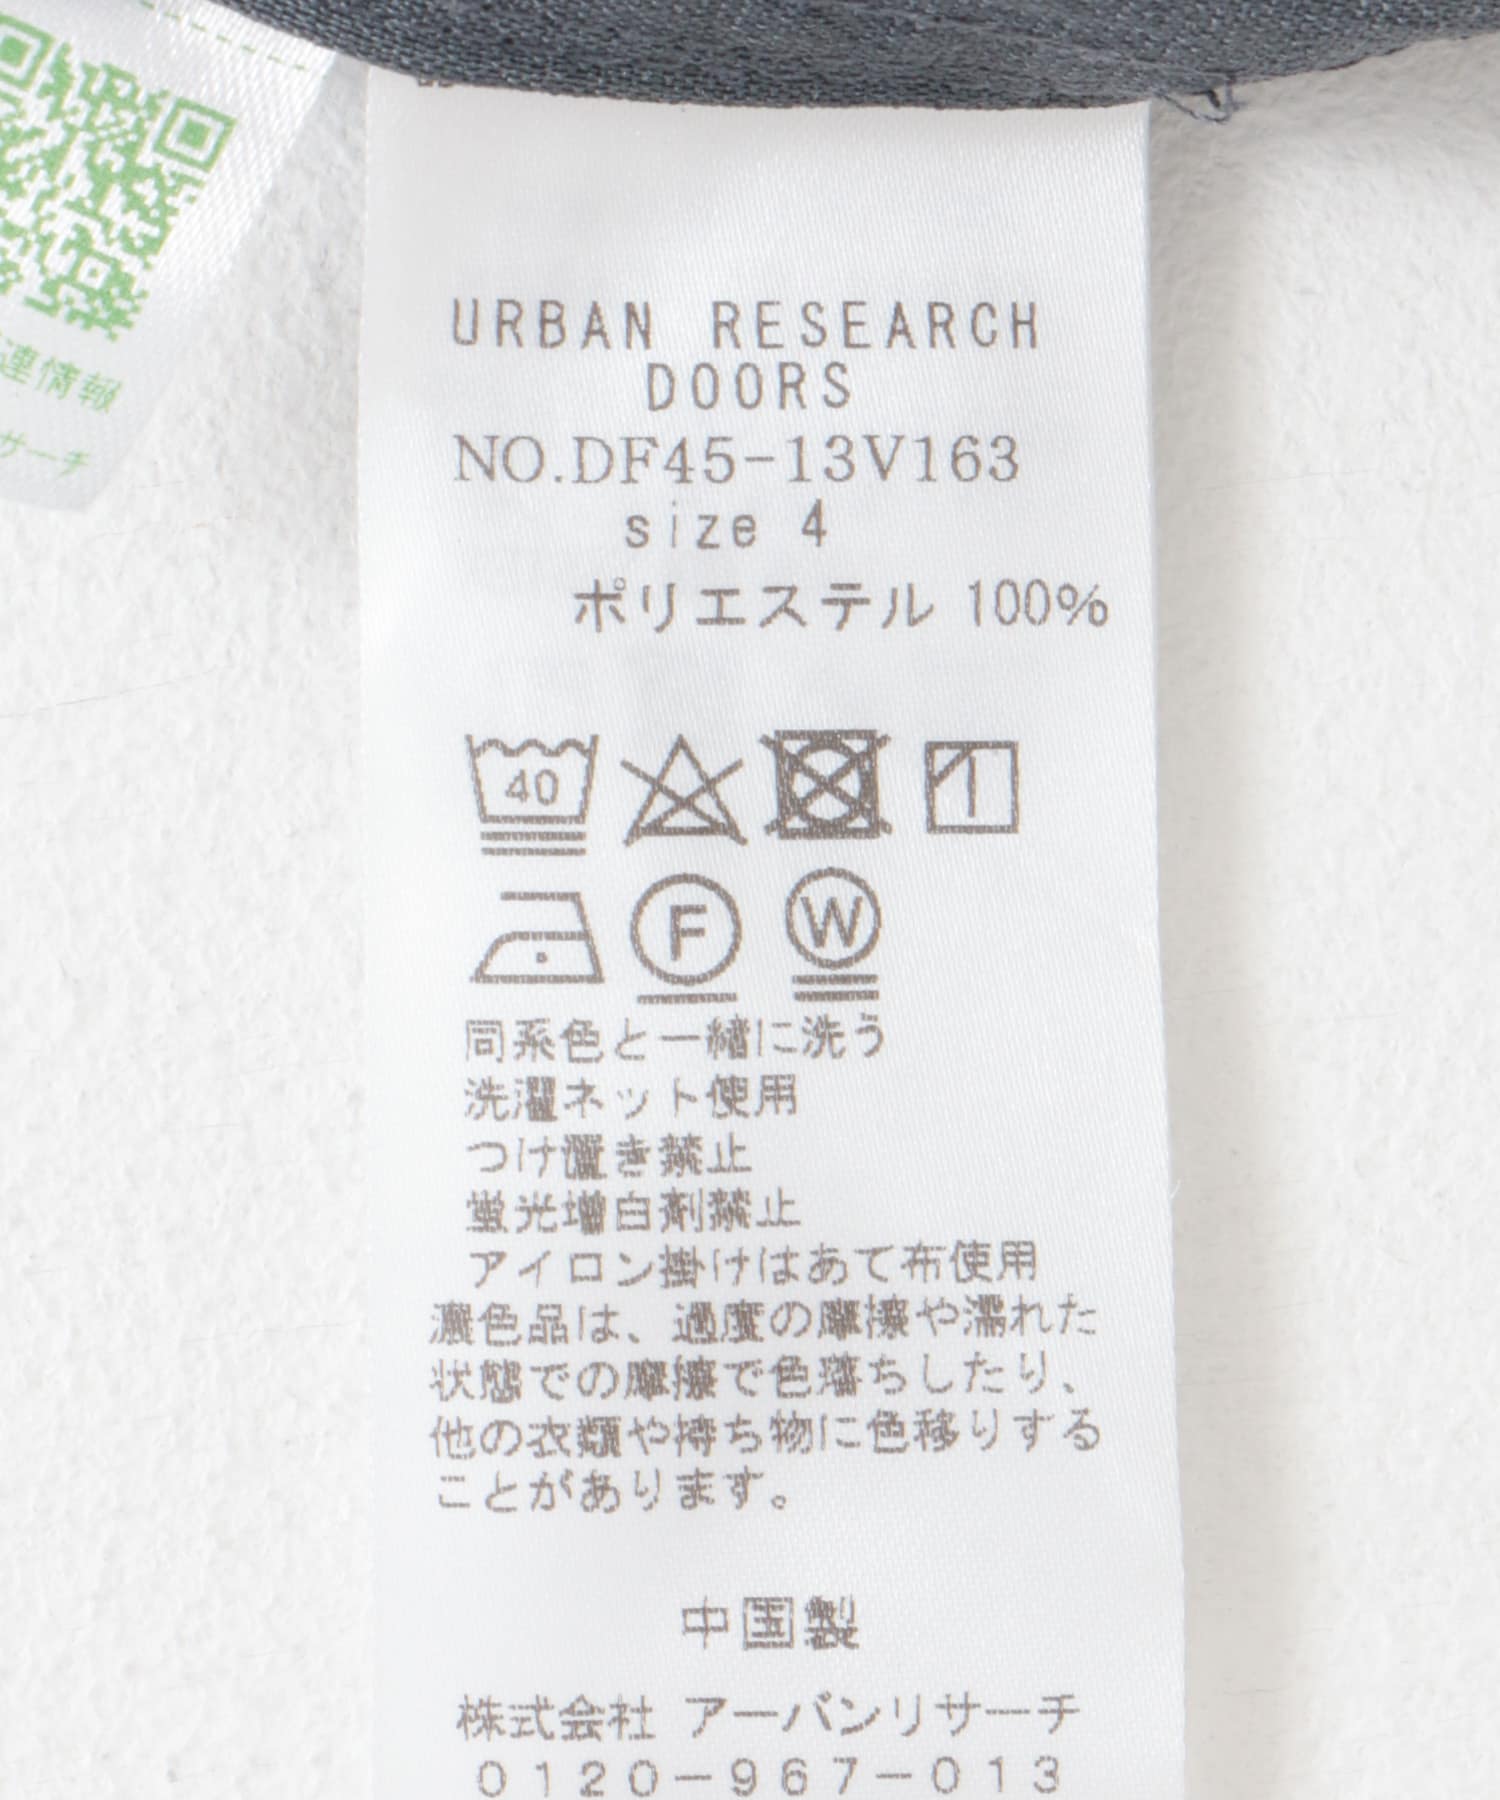 連情報
サーチ
URBAN RESEARCH
DOORS
NO.DF45-13V163
size 4
ポリエステル 100%
40
F
W
同系色と一緒に洗う
洗濯ネット使用
つけ置き禁止
蛍光増白剤禁止
アイロン掛けはあて布使用
濃色品は、過度の摩擦や濡れた
状態での摩擦で色落ちしたり、
他の衣類や持ち物に色移りする
ことがあります。
中国製
株式会社 アーバンリサーチ
0120-967-013